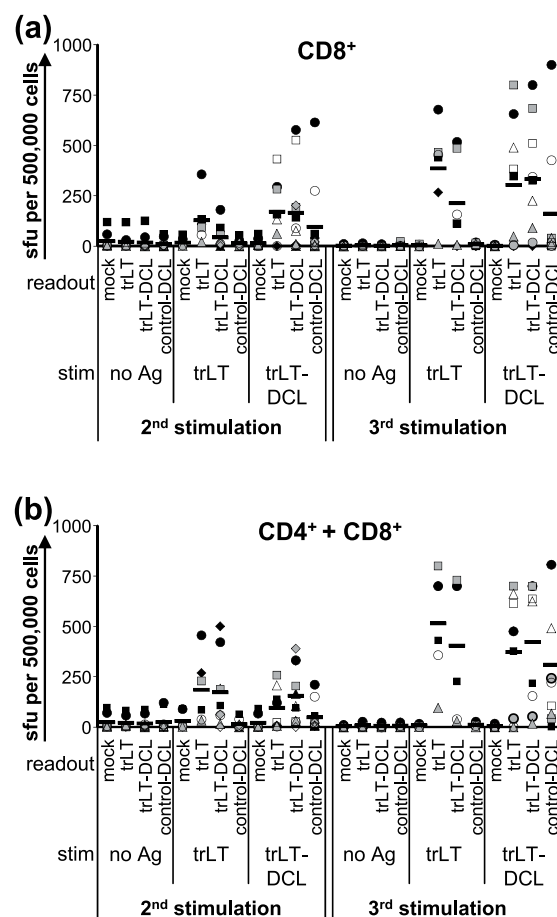 (a)
CD8+
sfu per 500,000 cells
1000
750
500
250
0
readout
mock trLT trLT-DCL control-DCL mock trLT trLT-DCL control-DCL mock trLT trLT-DCL control-DCL mock trLT trLT-DCL control-DCL mock trLT trLT-DCL control-DCL mock trLT trLT-DCL control-DCL
stim no Ag trLT trLT-DCL no Ag trLT trLT-DCL
2nd stimulation 3rd stimulation
(b)
CD4+ + CD8+
sfu per 500,000 cells
1000
750
500
250
0
readout
mock trLT trLT-DCL control-DCL mock trLT trLT-DCL control-DCL mock trLT trLT-DCL control-DCL mock trLT trLT-DCL control-DCL mock trLT trLT-DCL control-DCL mock trLT trLT-DCL control-DCL
stim no Ag trLT trLT-DCL no Ag trLT trLT-DCL
2nd stimulation 3rd stimulation